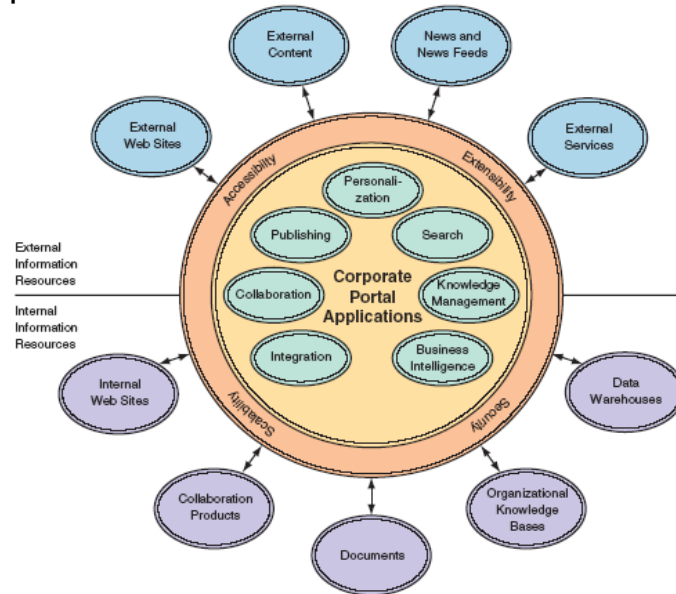 External
Content
News and
News Feeds
External
Web Sites
External
Services
Accessibilty
Extensibility
Personali-
zation
Publishing
Search
Corporate
Portal
Applications
Collaboration
Knowledge
Management
Integration
Business
Intelligence
External
Information
Resources
Internal
Information
Resources
Scalability
Security
Internal
Web Sites
Data
Warehouses
Collaboration
Products
Organizational
Knowledge
Bases
Documents